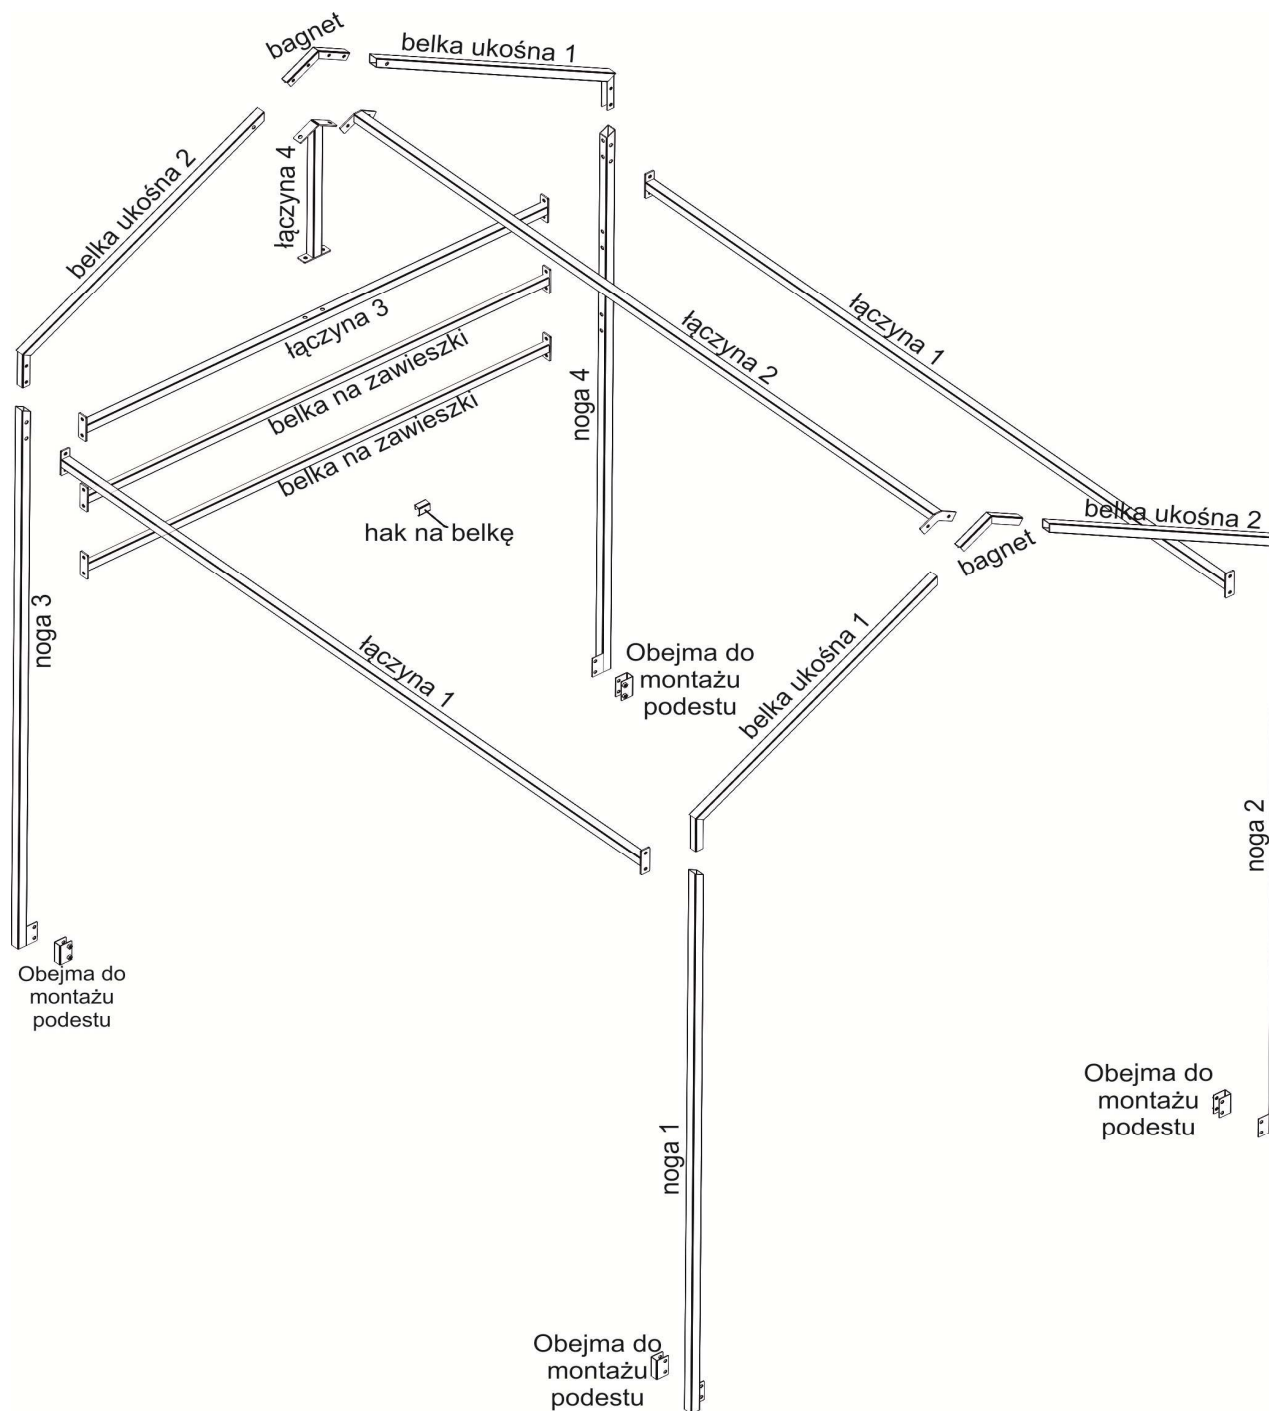 bagnet
belka ukośna 1
belka ukośna 2
łączyna 4
łączyna 3
belka na zawieszki
belka na zawieszki
łączyna 2
łączyna 1
noga 4
hak na belkę
noga 3
łączyna 1
Obejma do
montażu
podestu
bagnet
belka ukośna 2
belka ukośna 1
noga 2
Obejma do
montażu
podestu
noga 1
Obejma do
montażu
podestu
Obejma do
montażu
podestu